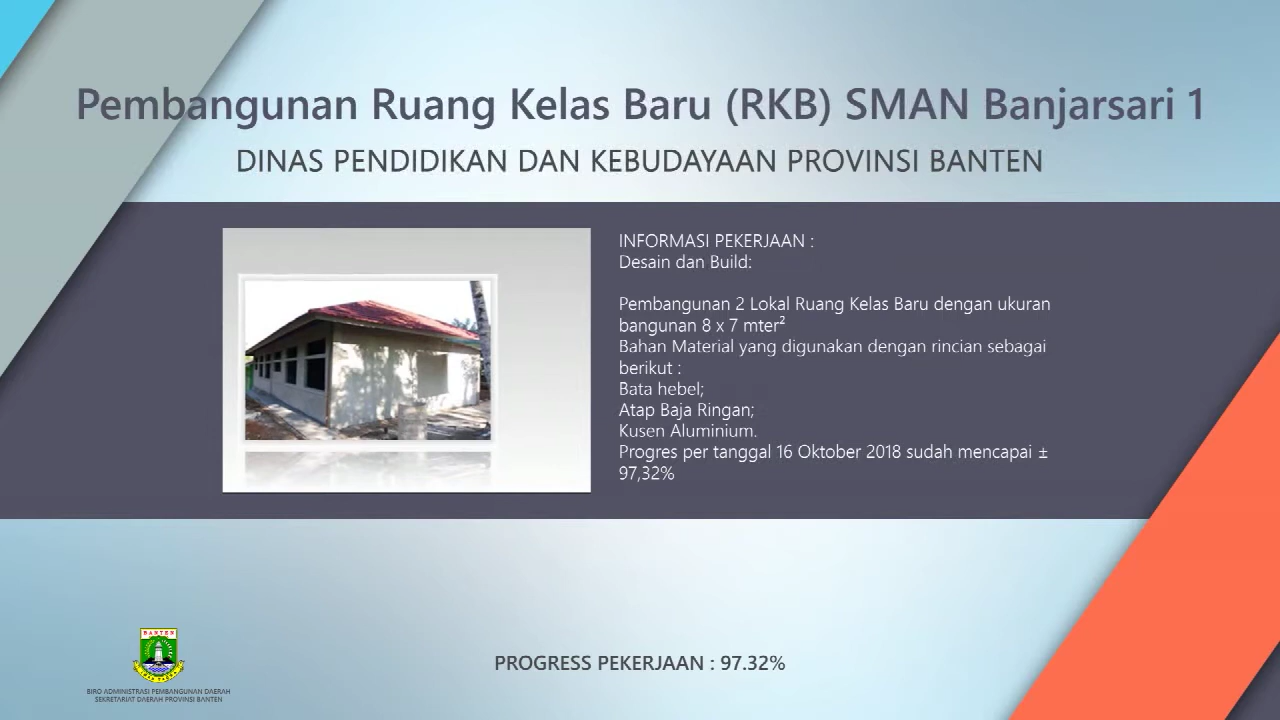 Pembangunan Ruang Kelas Baru (RKB) SMAN Banjarsari 1
DINAS PENDIDIKAN DAN KEBUDAYAAN PROVINSI BANTEN
INFORMASI PEKERJAAN :
Desain dan Build:
Pembangunan 2 Lokal Ruang Kelas Baru dengan ukuran
bangunan 8 x 7 mter²
Bahan Material yang digunakan dengan rincian sebagai
berikut :
Bata hebel;
Atap Baja Ringan;
Kusen Aluminium.
Progres per tanggal 16 Oktober 2018 sudah mencapai ±
97,32%
BANTEN
BIRO ADMINISTRASI PEMBANGUNAN DAERAH
SEKRETARIAT DAERAH PROVINSI BANTEN
PROGRESS PEKERJAAN : 97.32%